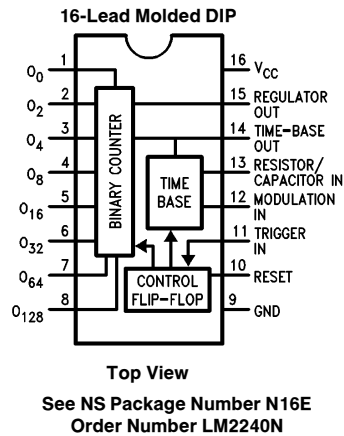 16-Lead Molded DIP
O0 1
O2 2
O4 3
O8 4
O16 5
O32 6
O64 7
O128 8
BINARY COUNTER
TIME
BASE
CONTROL
FLIP-FLOP
16 VCC
15 REGULATOR
OUT
14 TIME-BASE
OUT
13 RESISTOR/
CAPACITOR IN
12 MODULATION
IN
11 TRIGGER
IN
10 RESET
9 GND
Top View
See NS Package Number N16E
Order Number LM2240N